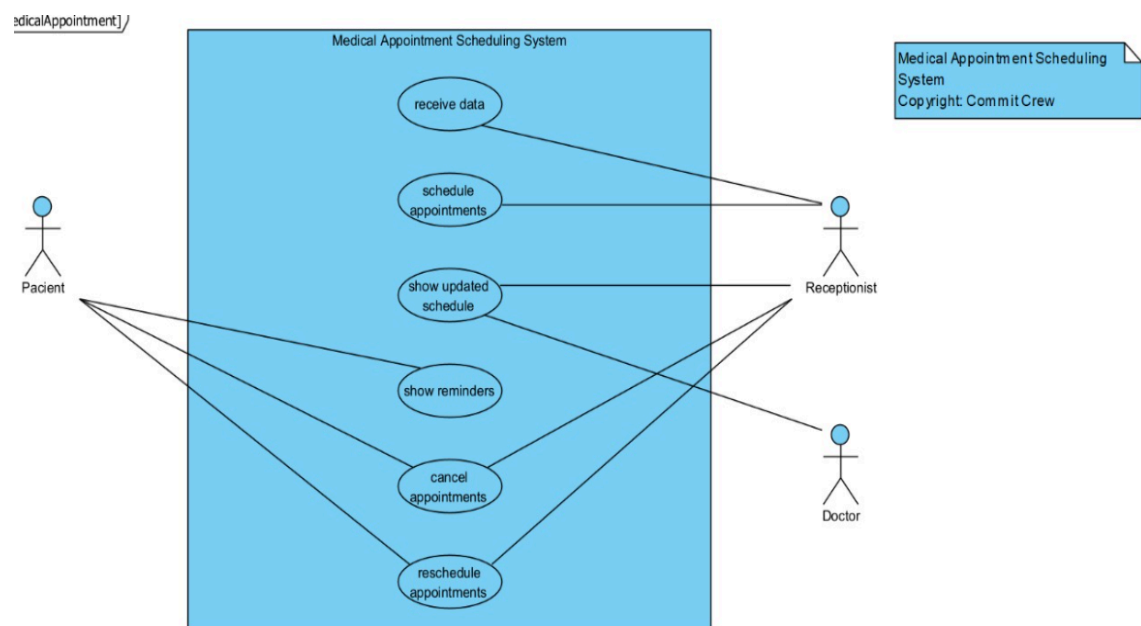 edicalAppointment]
Medical Appointment Scheduling System
Medical Appointment Scheduling
System
Copyright: Commit Crew
receive data
schedule
appointments
Pacient
show updated
schedule
Receptionist
show reminders
Doctor
cancel
appointments
reschedule
appointments